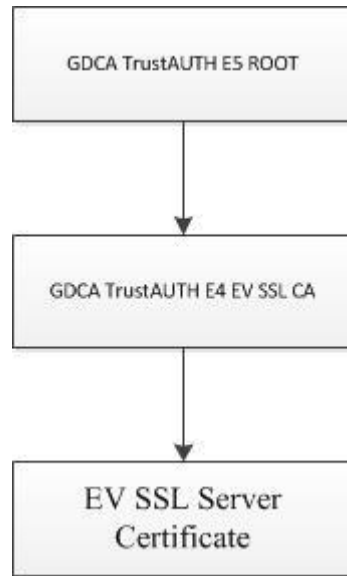 GDCA TrustAUTH E5 ROOT
GDCA TrustAUTH E4 EV SSL CA
EV SSL Server
Certificate